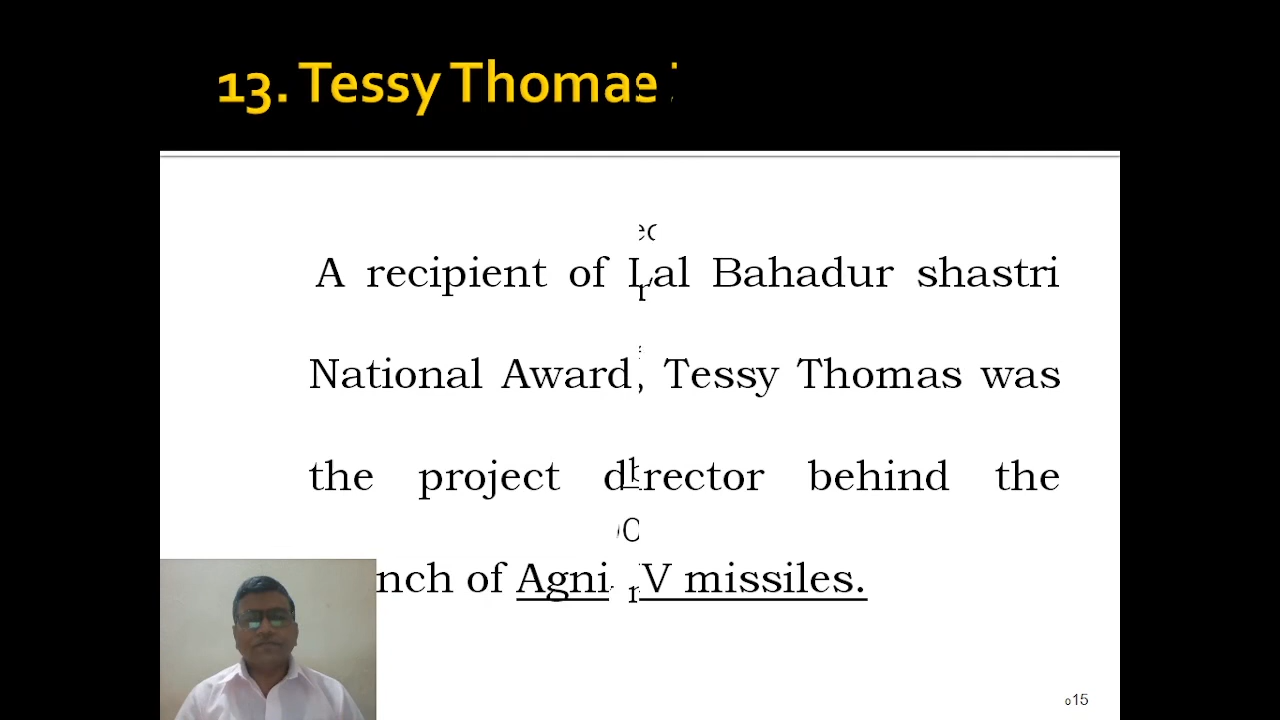 13. Tessy Thomas
A recipient of Lal Bahadur shastri
National Award, Tessy Thomas was
the project director behind the
nch of Agni V missiles.
15